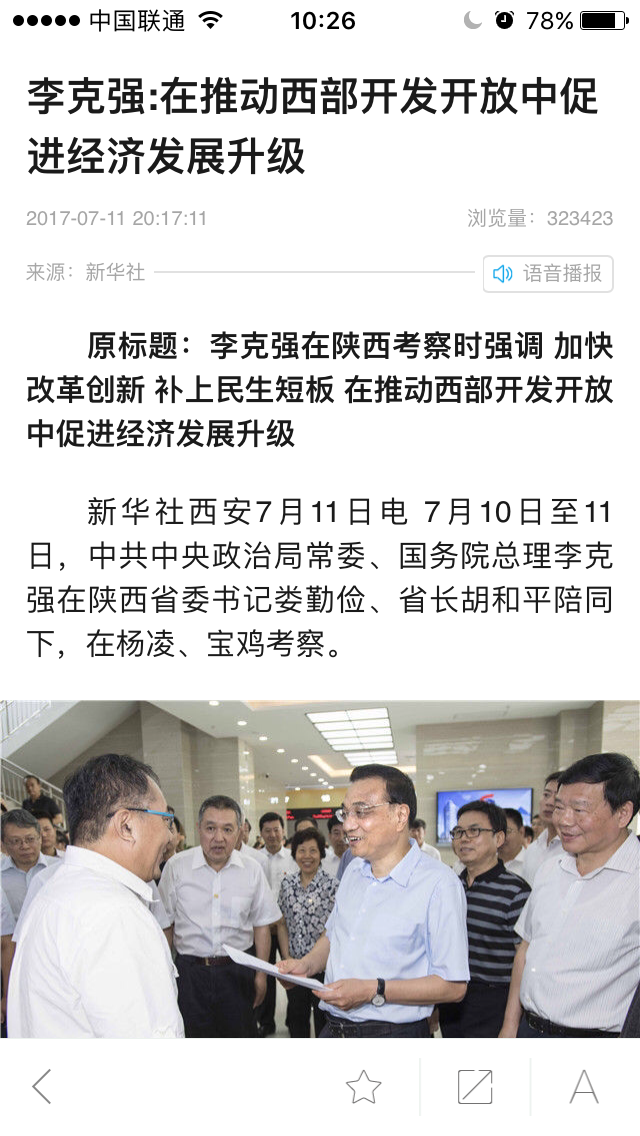 中国联通 10:26 78%
李克强:在推动西部开发开放中促
进经济发展升级
2017-07-11 20:17:11 浏览量：323423
来源：新华社 语音播报
原标题：李克强在陕西考察时强调 加快
改革创新 补上民生短板 在推动西部开发开放
中促进经济发展升级
新华社西安7月11日电 7月10日至11
日，中共中央政治局常委、国务院总理李克
强在陕西省委书记娄勤俭、省长胡和平陪同
下，在杨凌、宝鸡考察。
A